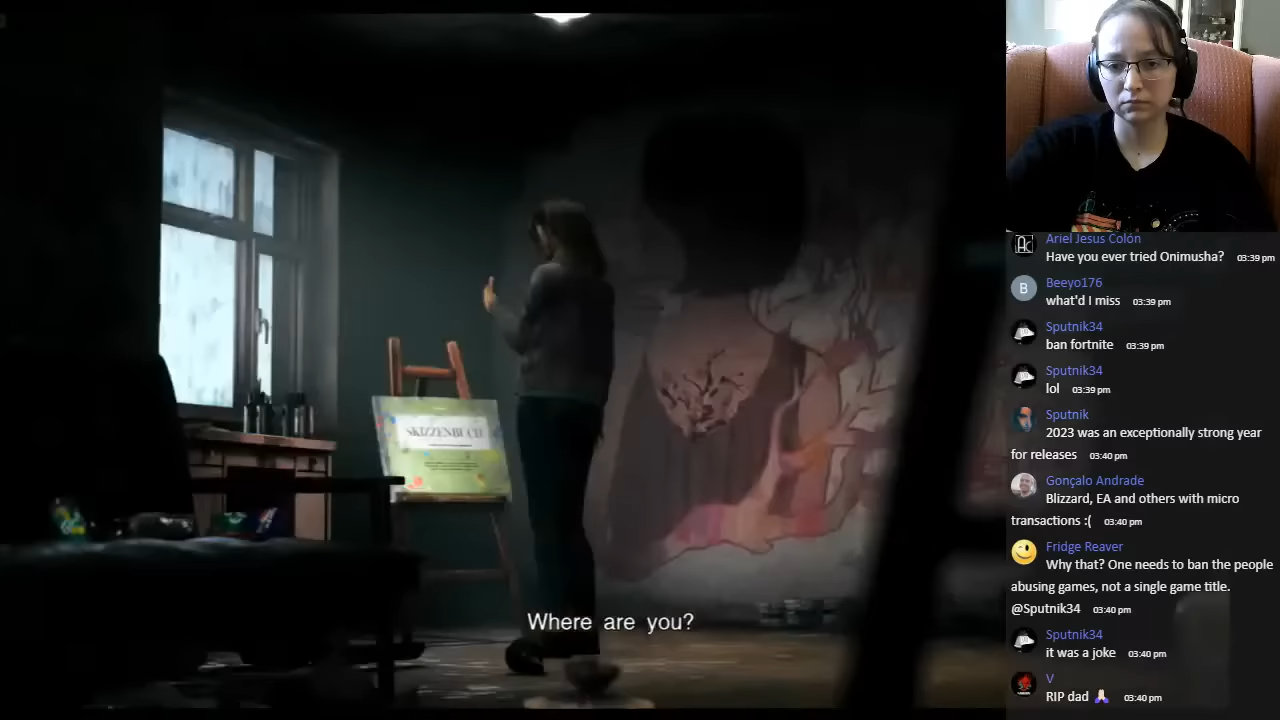 SKIZZENBUCH
Where are you?
Ariel Jesus Colón
Have you ever tried Onimusha? 03:39 pm
B
Beeyo176
what'd I miss 03:39 pm
Sputnik34
ban fortnite 03:39 pm
Sputnik34
lol 03:39 pm
Sputnik
2023 was an exceptionally strong year
for releases 03:40 pm
Gonçalo Andrade
Blizzard, EA and others with micro
transactions :( 03:40 pm
Fridge Reaver
Why that? One needs to ban the people
abusing games, not a single game title.
@Sputnik34 03:40 pm
Sputnik34
it was a joke 03:40 pm
V
RIP dad 🙏🏻 03:40 pm